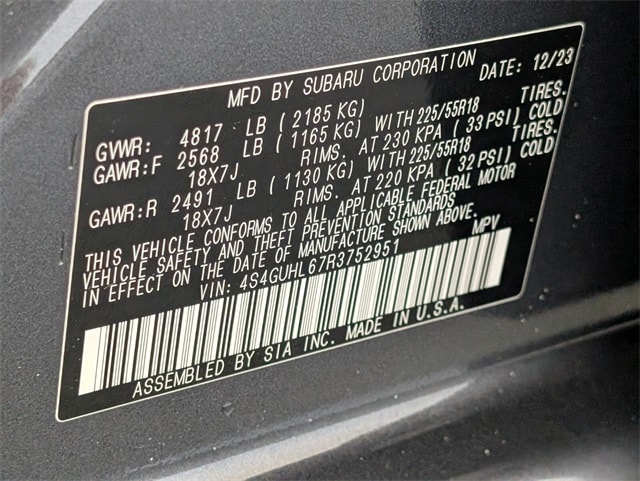 MFD BY SUBARU CORPORATION DATE: 12/23
GVWR: 4817 LB ( 2185 KG)
GAWR:F 2568 LB ( 1165 KG) WITH 225/55R18 TIRES.
18X7J RIMS. AT 230 KPA ( 33 PSI) COLD
GAWR:R 2491 LB ( 1130 KG) WITH 225/55R18 TIRES.
18X7J RIMS. AT 220 KPA ( 32 PSI) COLD
THIS VEHICLE CONFORMS TO ALL APPLICABLE FEDERAL MOTOR
VEHICLE SAFETY AND THEFT PREVENTION STANDARDS
IN EFFECT ON THE DATE OF MANUFACTURE SHOWN ABOVE.
VIN: 4S4GUHL67R3752951 MPV
ASSEMBLED BY SIA INC. MADE IN U.S.A.